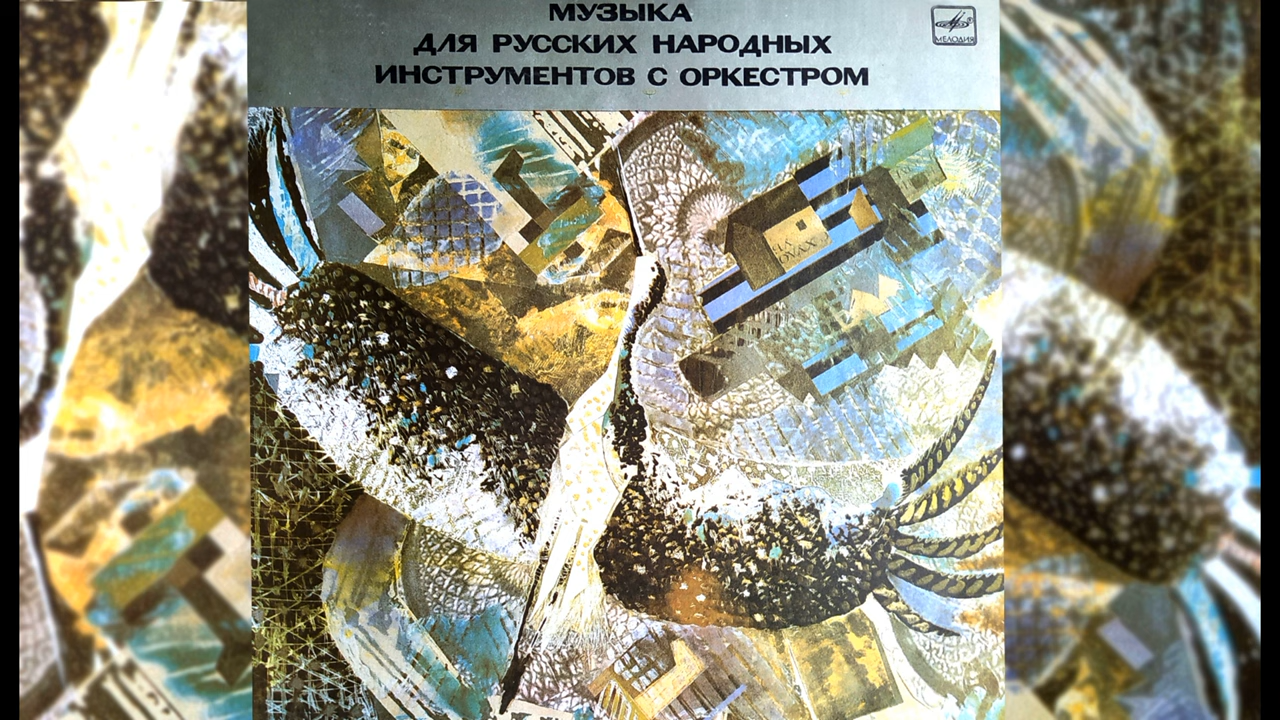 МУЗЫКА
ДЛЯ РУССКИХ НАРОДНЫХ
ИНСТРУМЕНТОВ С ОРКЕСТРОМ
МЕЛОДИЯ